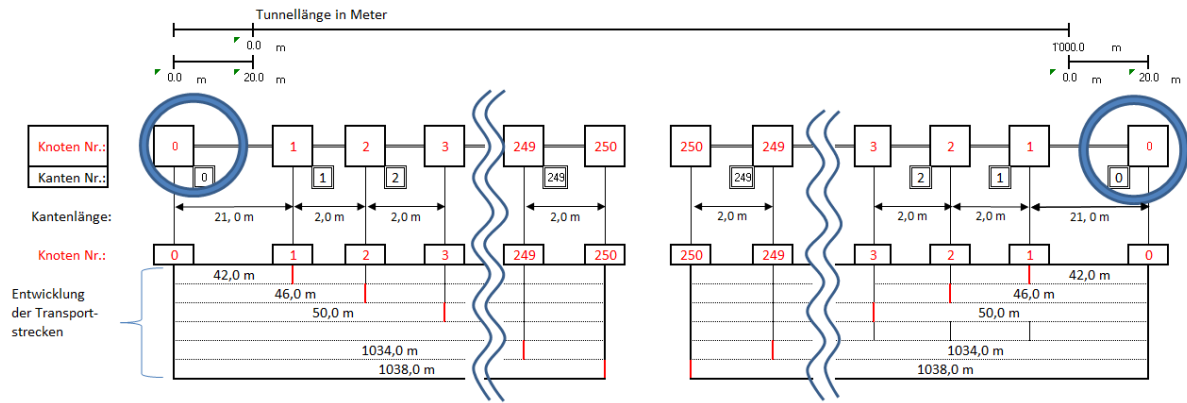 Tunnellänge in Meter
0.0 m 1'000.0 m
0.0 m 20.0 m 0.0 m 20.0 m
Knoten Nr.: 0 1 2 3 249 250 250 249 3 2 1 0
Kanten Nr.: 0 1 2 249 249 2 1 0
Kantenlänge: 21, 0 m 2,0 m 2,0 m 2,0 m 2,0 m 2,0 m 2,0 m 21, 0 m
Knoten Nr.: 0 1 2 3 249 250 250 249 3 2 1 0
42,0 m 42,0 m
Entwicklung 46,0 m 46,0 m
der Transport- 50,0 m 50,0 m
strecken
1034,0 m 1034,0 m
1038,0 m 1038,0 m